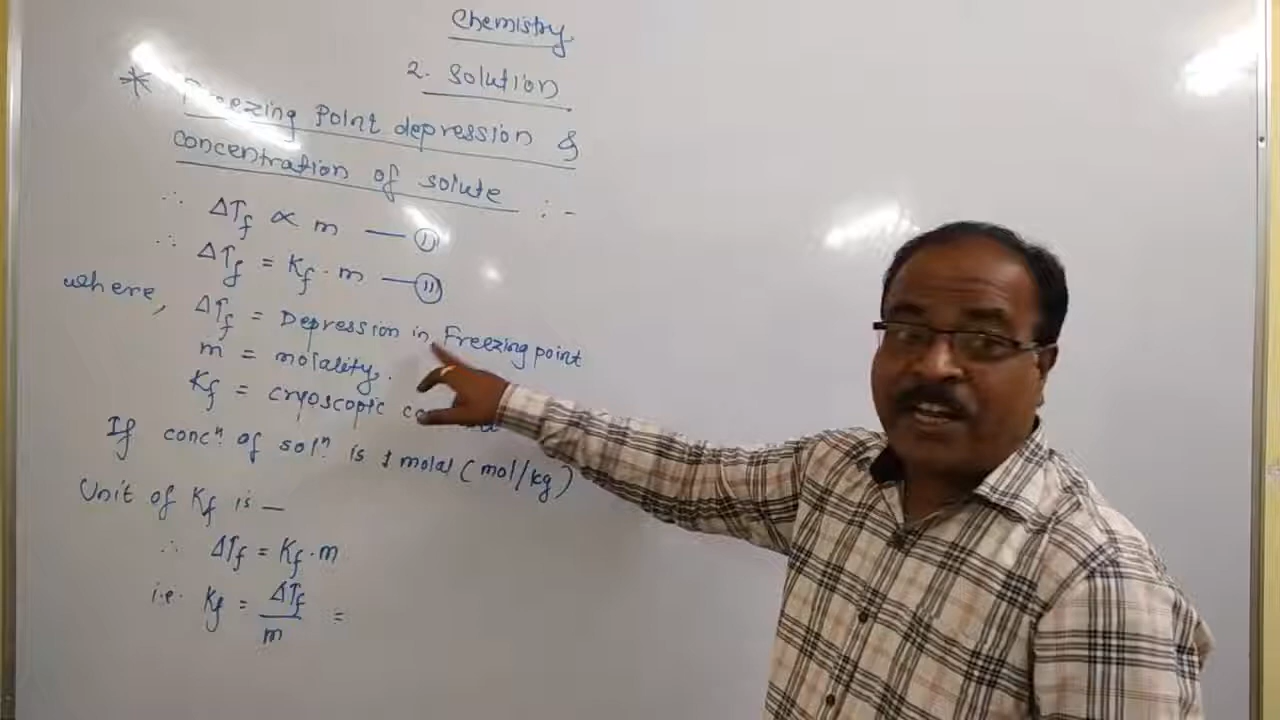 Chemistry
2. Solution
* Freezing Point depression &
concentration of solute :-
∴ ΔTf ∝ m — (I)
∴ ΔTf = Kf · m — (II)
where, ΔTf = Depression in Freezing point
m = molality.
Kf = cryoscopic
If concⁿ of solⁿ is 1 molal (mol/kg)
Unit of Kf is —
∴ ΔTf = Kf · m
i.e. Kf = ΔTf / m =